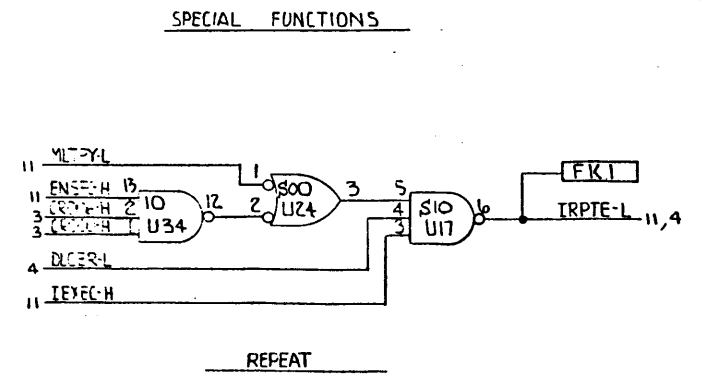 SPECIAL FUNCTIONS
11 MLTPY-L
11 13
3 2
3 1
10
U34
12
1
2
S00
U24
3
5
4
3
S10
U17
6
FK1
IRPTE-L 11,4
4 DLCER-L
11 IEXEC-H
REPEAT